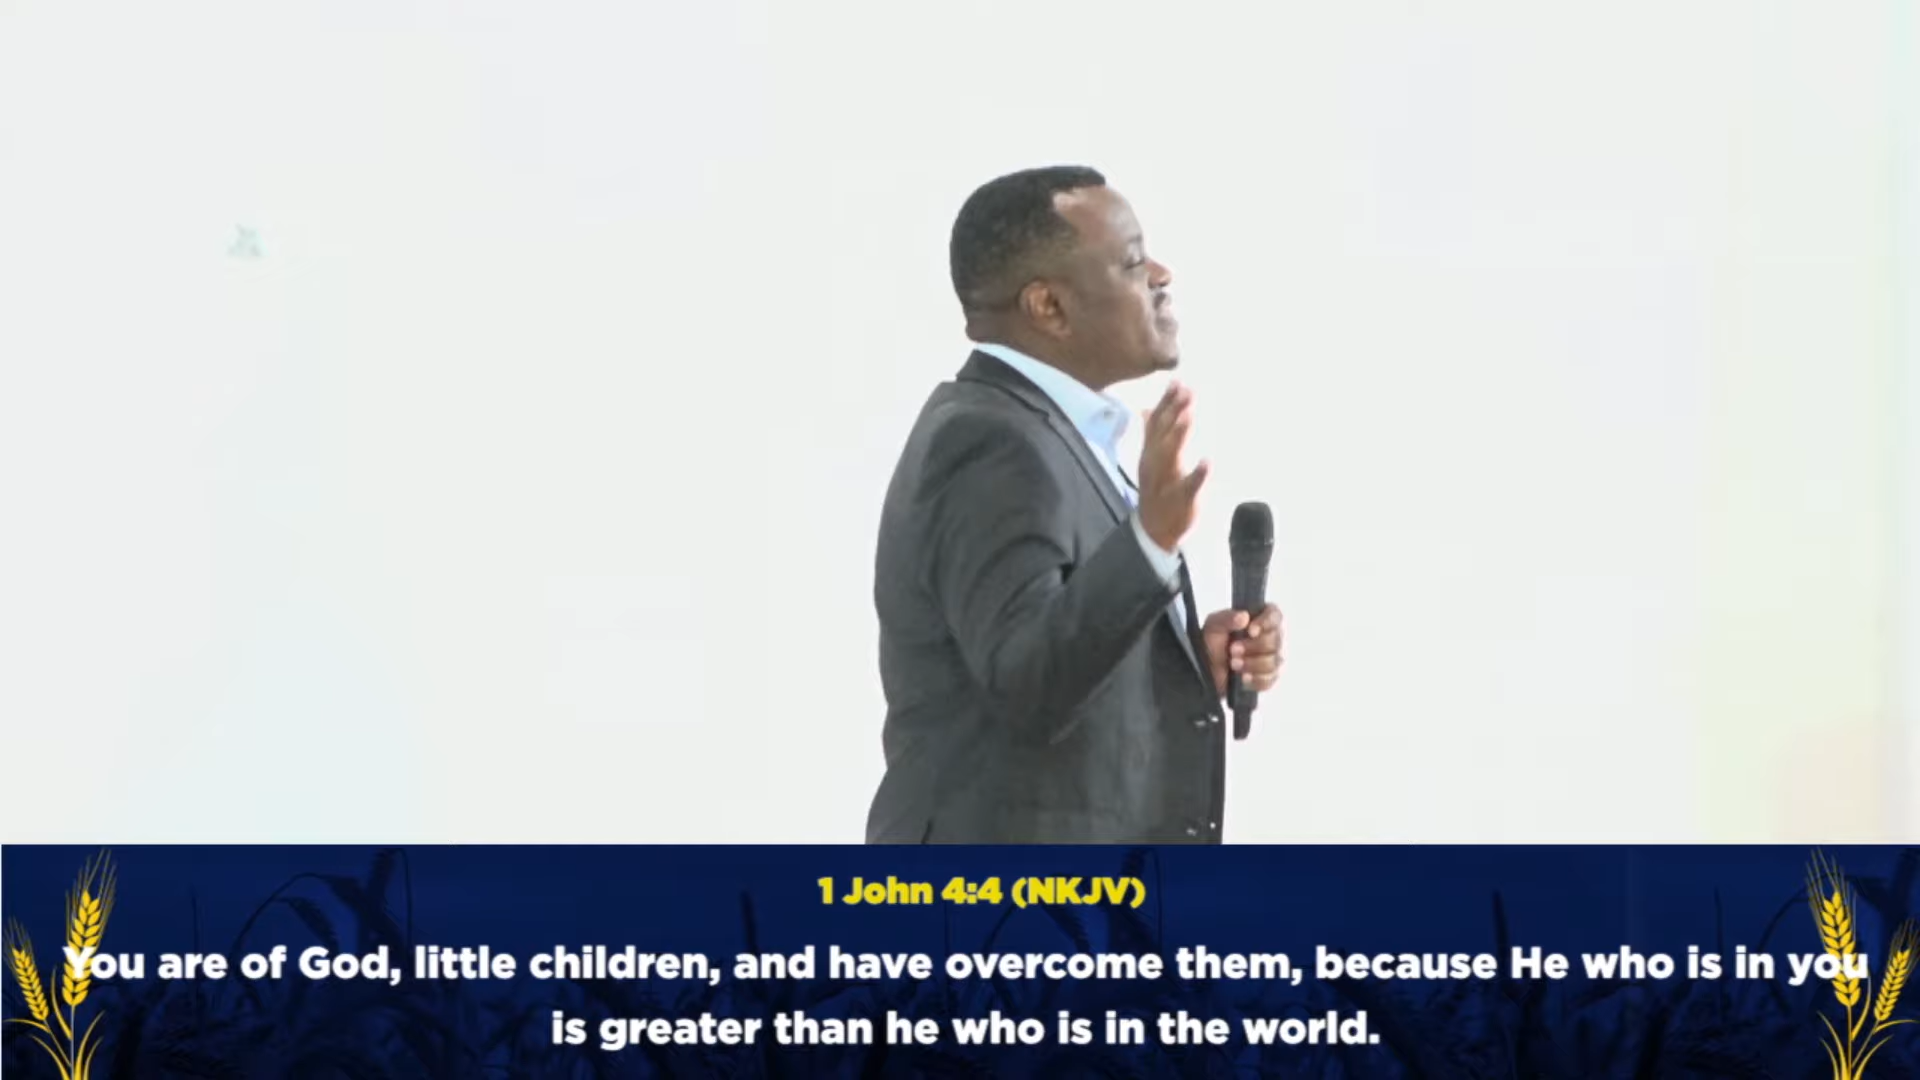 1 John 4:4 (NKJV)
You are of God, little children, and have overcome them, because He who is in you
is greater than he who is in the world.